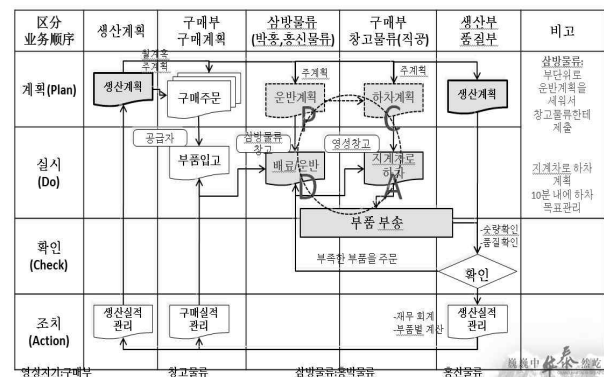 区分
业务顺序
생산계획
구매부
구매계획
삼방물류
(박홍,흥신물류)
구매부
창고물류(직공)
생산부
품질부
비고
계획(Plan)
월계획
주계획
주계획
주계획
생산계획
구매주문
운반계획
하차계획
생산계획
삼방물류:
부단위로
운반계획을
세워서
창고물류한테
제출
P
C
D
A
실시
(Do)
공급자
부품입고
삼방물류
창고
배료/운반
영성창고
지게차로
하차
지게차로 하차
계획
10분 내에 하차
목표관리
부품 부송
확인
(Check)
-숫량확인
-품질확인
부족한 부품을 주문
확인
조치
(Action)
생산실적
관리
구매실적
관리
-재무 회계
-부품별 계산
생산실적
관리
영성지기:구매부
창고물류
삼방물류:홍박물류
흥신물류